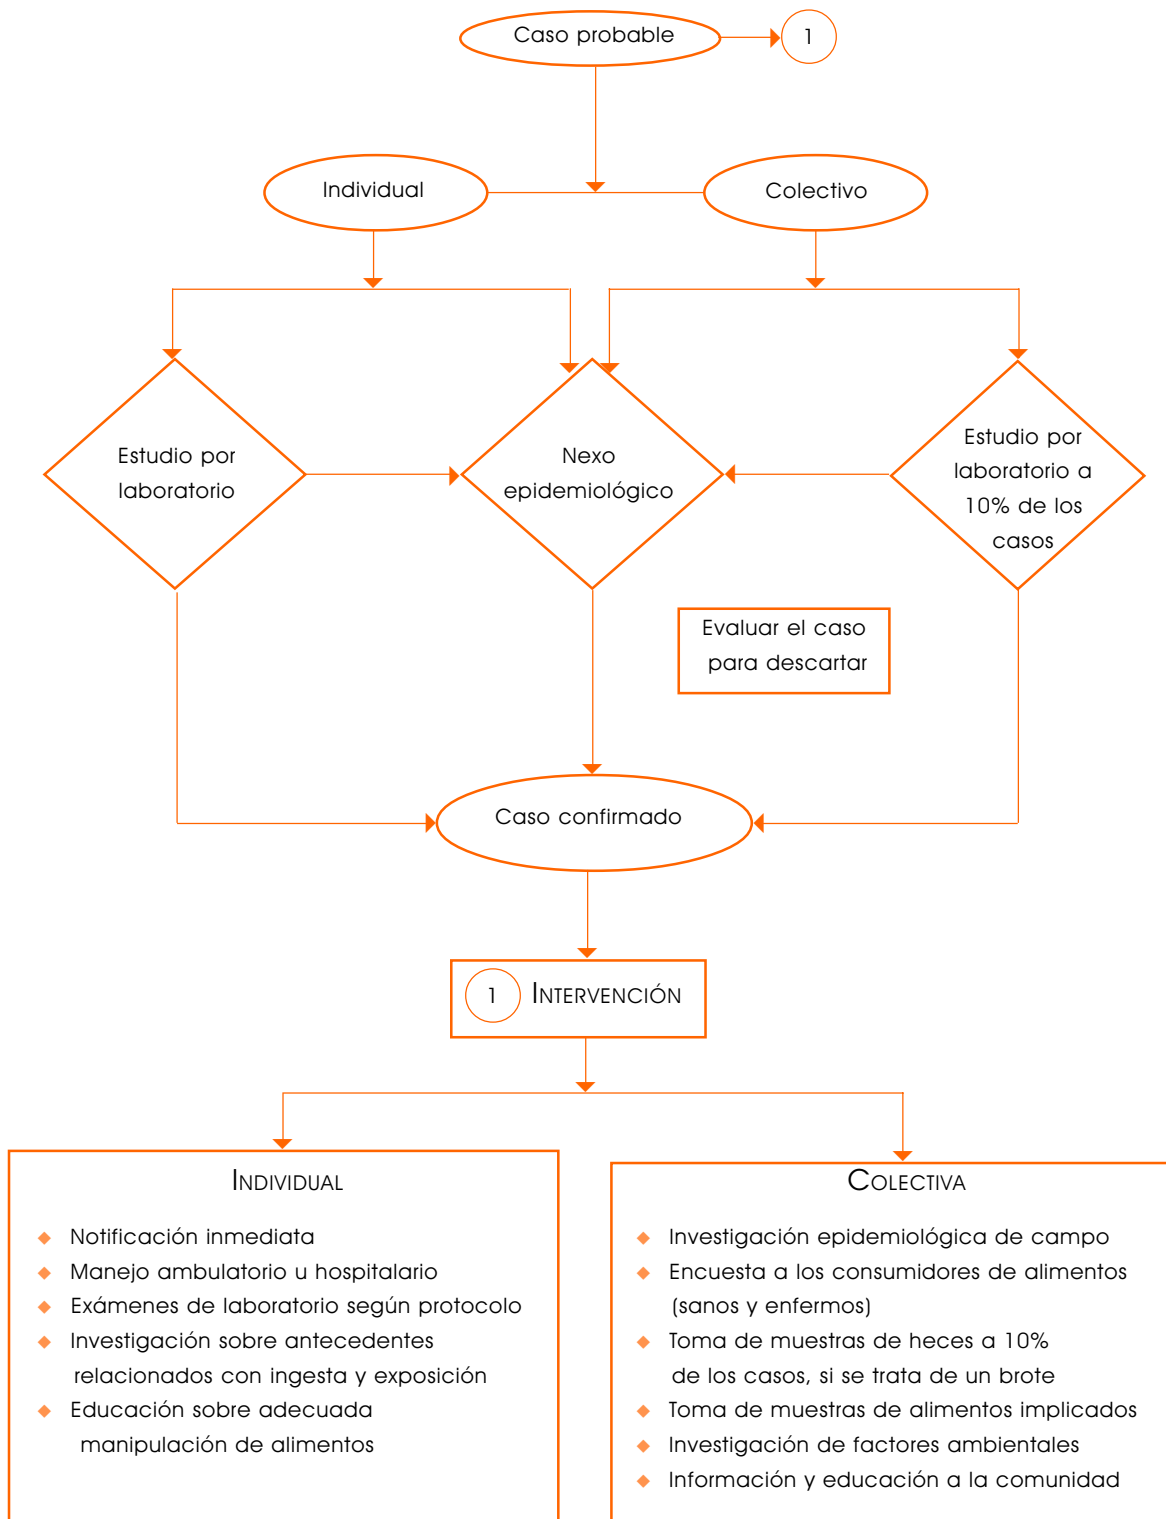 Caso probable
1
Individual
Colectivo
Estudio por
laboratorio
Nexo
epidemiológico
Estudio por
laboratorio a
10% de los
casos
Evaluar el caso
para descartar
Caso confirmado
1 INTERVENCIÓN
INDIVIDUAL
◆ Notificación inmediata
◆ Manejo ambulatorio u hospitalario
◆ Exámenes de laboratorio según protocolo
◆ Investigación sobre antecedentes
relacionados con ingesta y exposición
◆ Educación sobre adecuada
manipulación de alimentos
COLECTIVA
◆ Investigación epidemiológica de campo
◆ Encuesta a los consumidores de alimentos
(sanos y enfermos)
◆ Toma de muestras de heces a 10%
de los casos, si se trata de un brote
◆ Toma de muestras de alimentos implicados
◆ Investigación de factores ambientales
◆ Información y educación a la comunidad